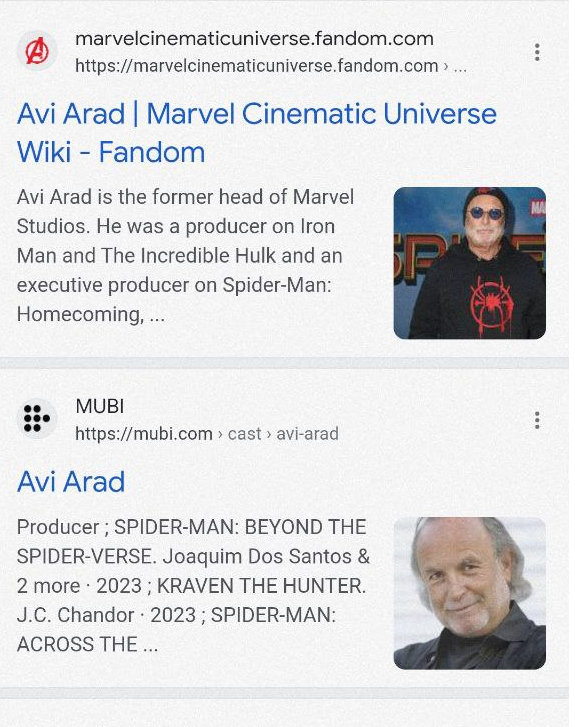 marvelcinematicuniverse.fandom.com
https://marvelcinematicuniverse.fandom.com › ...
Avi Arad | Marvel Cinematic Universe
Wiki - Fandom
Avi Arad is the former head of Marvel
Studios. He was a producer on Iron
Man and The Incredible Hulk and an
executive producer on Spider-Man:
Homecoming, ...
MUBI
https://mubi.com › cast › avi-arad
Avi Arad
Producer ; SPIDER-MAN: BEYOND THE
SPIDER-VERSE. Joaquim Dos Santos &
2 more · 2023 ; KRAVEN THE HUNTER.
J.C. Chandor · 2023 ; SPIDER-MAN:
ACROSS THE ...